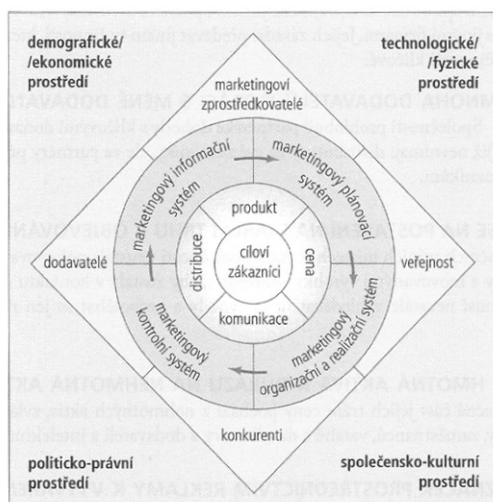 demografické/
/ekonomické
prostředí
technologické/
/fyzické
prostředí
marketingoví
zprostředkovatelé
marketingový informační
systém
marketingový plánovací
systém
produkt
dodavatelé
distribuce
cíloví
zákazníci
cena
veřejnost
komunikace
marketingový
kontrolní systém
marketingový
organizační a realizační systém
konkurenti
politicko-právní
prostředí
společensko-kulturní
prostředí